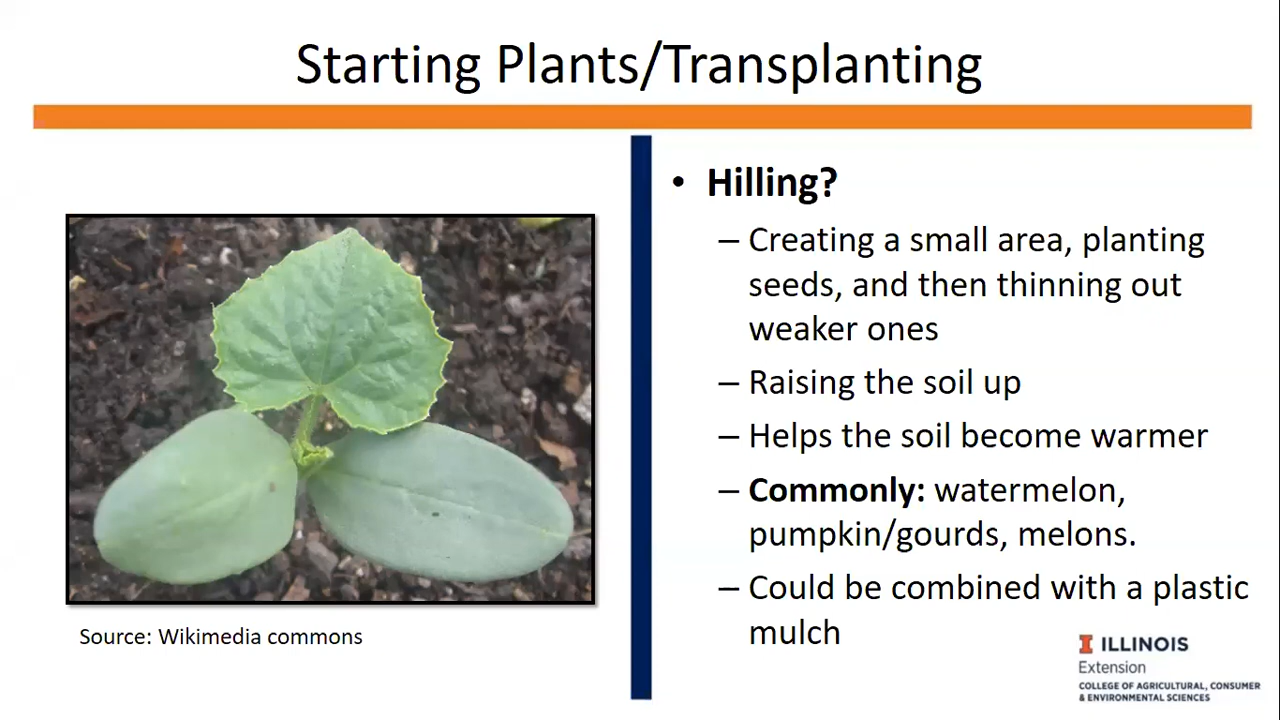 Starting Plants/Transplanting
• Hilling?
– Creating a small area, planting
seeds, and then thinning out
weaker ones
– Raising the soil up
– Helps the soil become warmer
– Commonly: watermelon,
pumpkin/gourds, melons.
– Could be combined with a plastic
mulch
Source: Wikimedia commons
I ILLINOIS
Extension
COLLEGE OF AGRICULTURAL, CONSUMER
& ENVIRONMENTAL SCIENCES